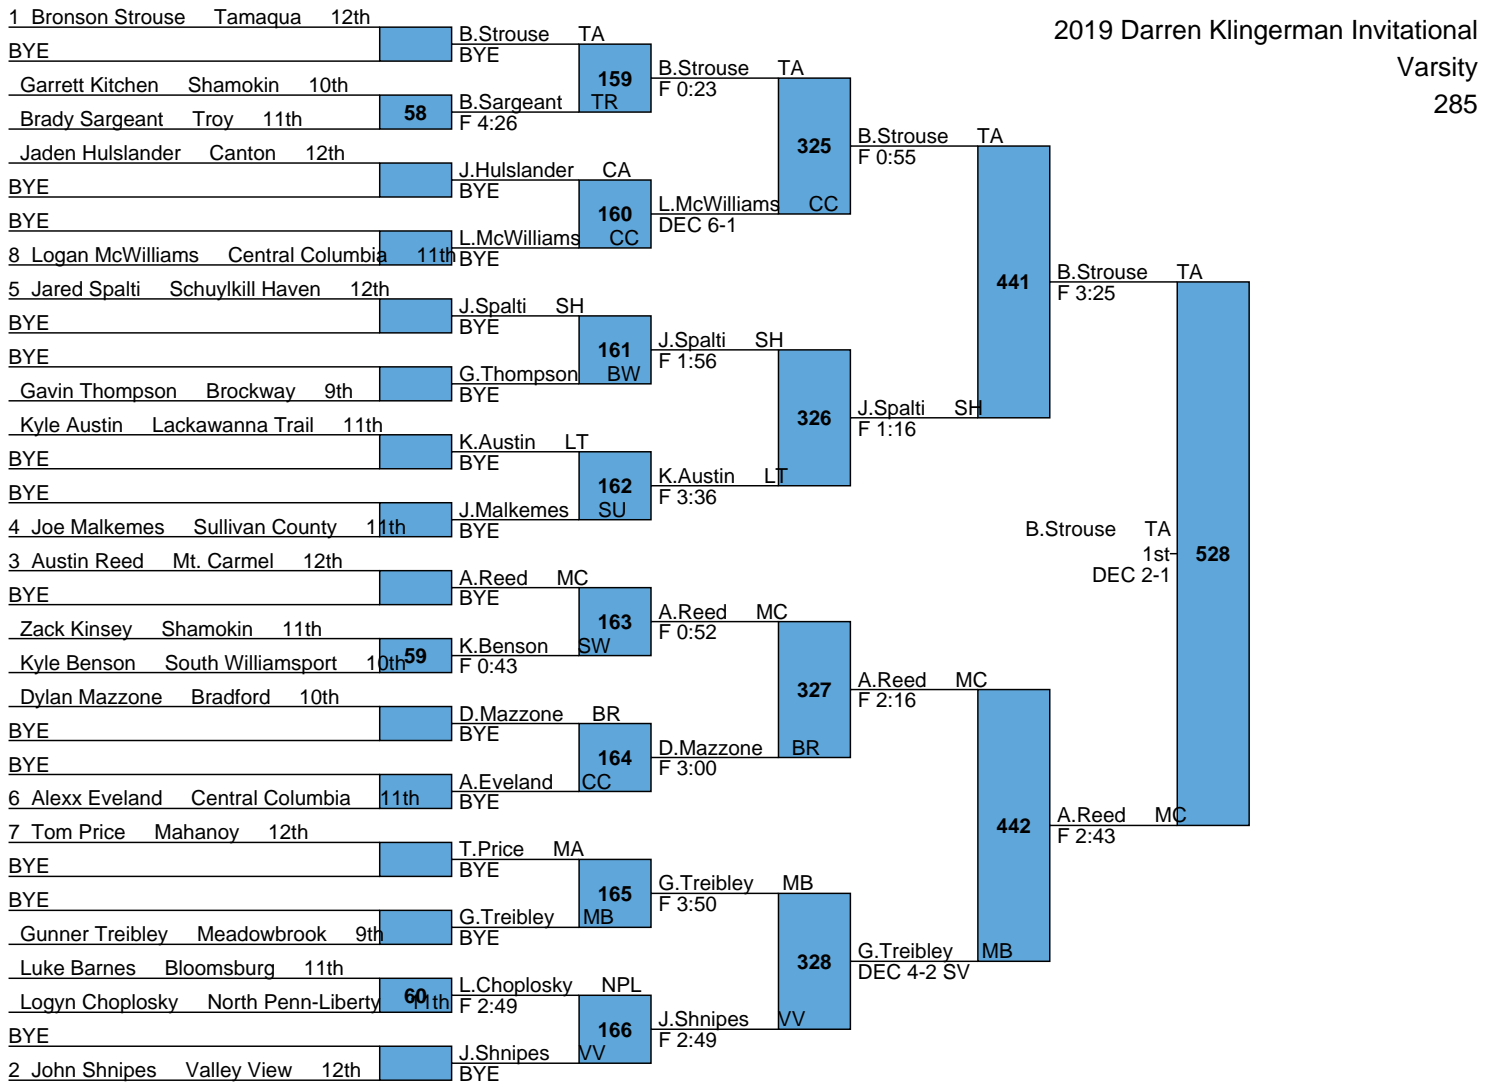 2019 Darren Klingerman Invitational
Varsity
285
1 Bronson Strouse Tamaqua 12th
BYE
Garrett Kitchen Shamokin 10th
Brady Sargeant Troy 11th
Jaden Hulslander Canton 12th
BYE
BYE
8 Logan McWilliams Central Columbia 11th
5 Jared Spalti Schuylkill Haven 12th
BYE
BYE
Gavin Thompson Brockway 9th
Kyle Austin Lackawanna Trail 11th
BYE
BYE
4 Joe Malkemes Sullivan County 11th
3 Austin Reed Mt. Carmel 12th
BYE
Zack Kinsey Shamokin 11th
Kyle Benson South Williamsport 10th
Dylan Mazzone Bradford 10th
BYE
BYE
6 Alexx Eveland Central Columbia 11th
7 Tom Price Mahanoy 12th
BYE
BYE
Gunner Treibley Meadowbrook 9th
Luke Barnes Bloomsburg 11th
Logyn Choplosky North Penn-Liberty 11th
BYE
2 John Shnipes Valley View 12th
58
59
60
B.Strouse TA
BYE
B.Sargeant TR
F 4:26
J.Hulslander CA
BYE
L.McWilliams CC
BYE
J.Spalti SH
BYE
G.Thompson BW
BYE
K.Austin LT
BYE
J.Malkemes SU
BYE
A.Reed MC
BYE
K.Benson SW
F 0:43
D.Mazzone BR
BYE
A.Eveland CC
BYE
T.Price MA
BYE
G.Treibley MB
BYE
L.Choplosky NPL
F 2:49
J.Shnipes VV
BYE
159
160
161
162
163
164
165
166
B.Strouse TA
F 0:23
L.McWilliams CC
DEC 6-1
J.Spalti SH
F 1:56
K.Austin LT
F 3:36
A.Reed MC
F 0:52
D.Mazzone BR
F 3:00
G.Treibley MB
F 3:50
J.Shnipes VV
F 2:49
325
326
327
328
B.Strouse TA
F 0:55
J.Spalti SH
F 1:16
A.Reed MC
F 2:16
G.Treibley MB
DEC 4-2 SV
441
442
B.Strouse TA
F 3:25
A.Reed MC
F 2:43
528
B.Strouse TA
1st
DEC 2-1